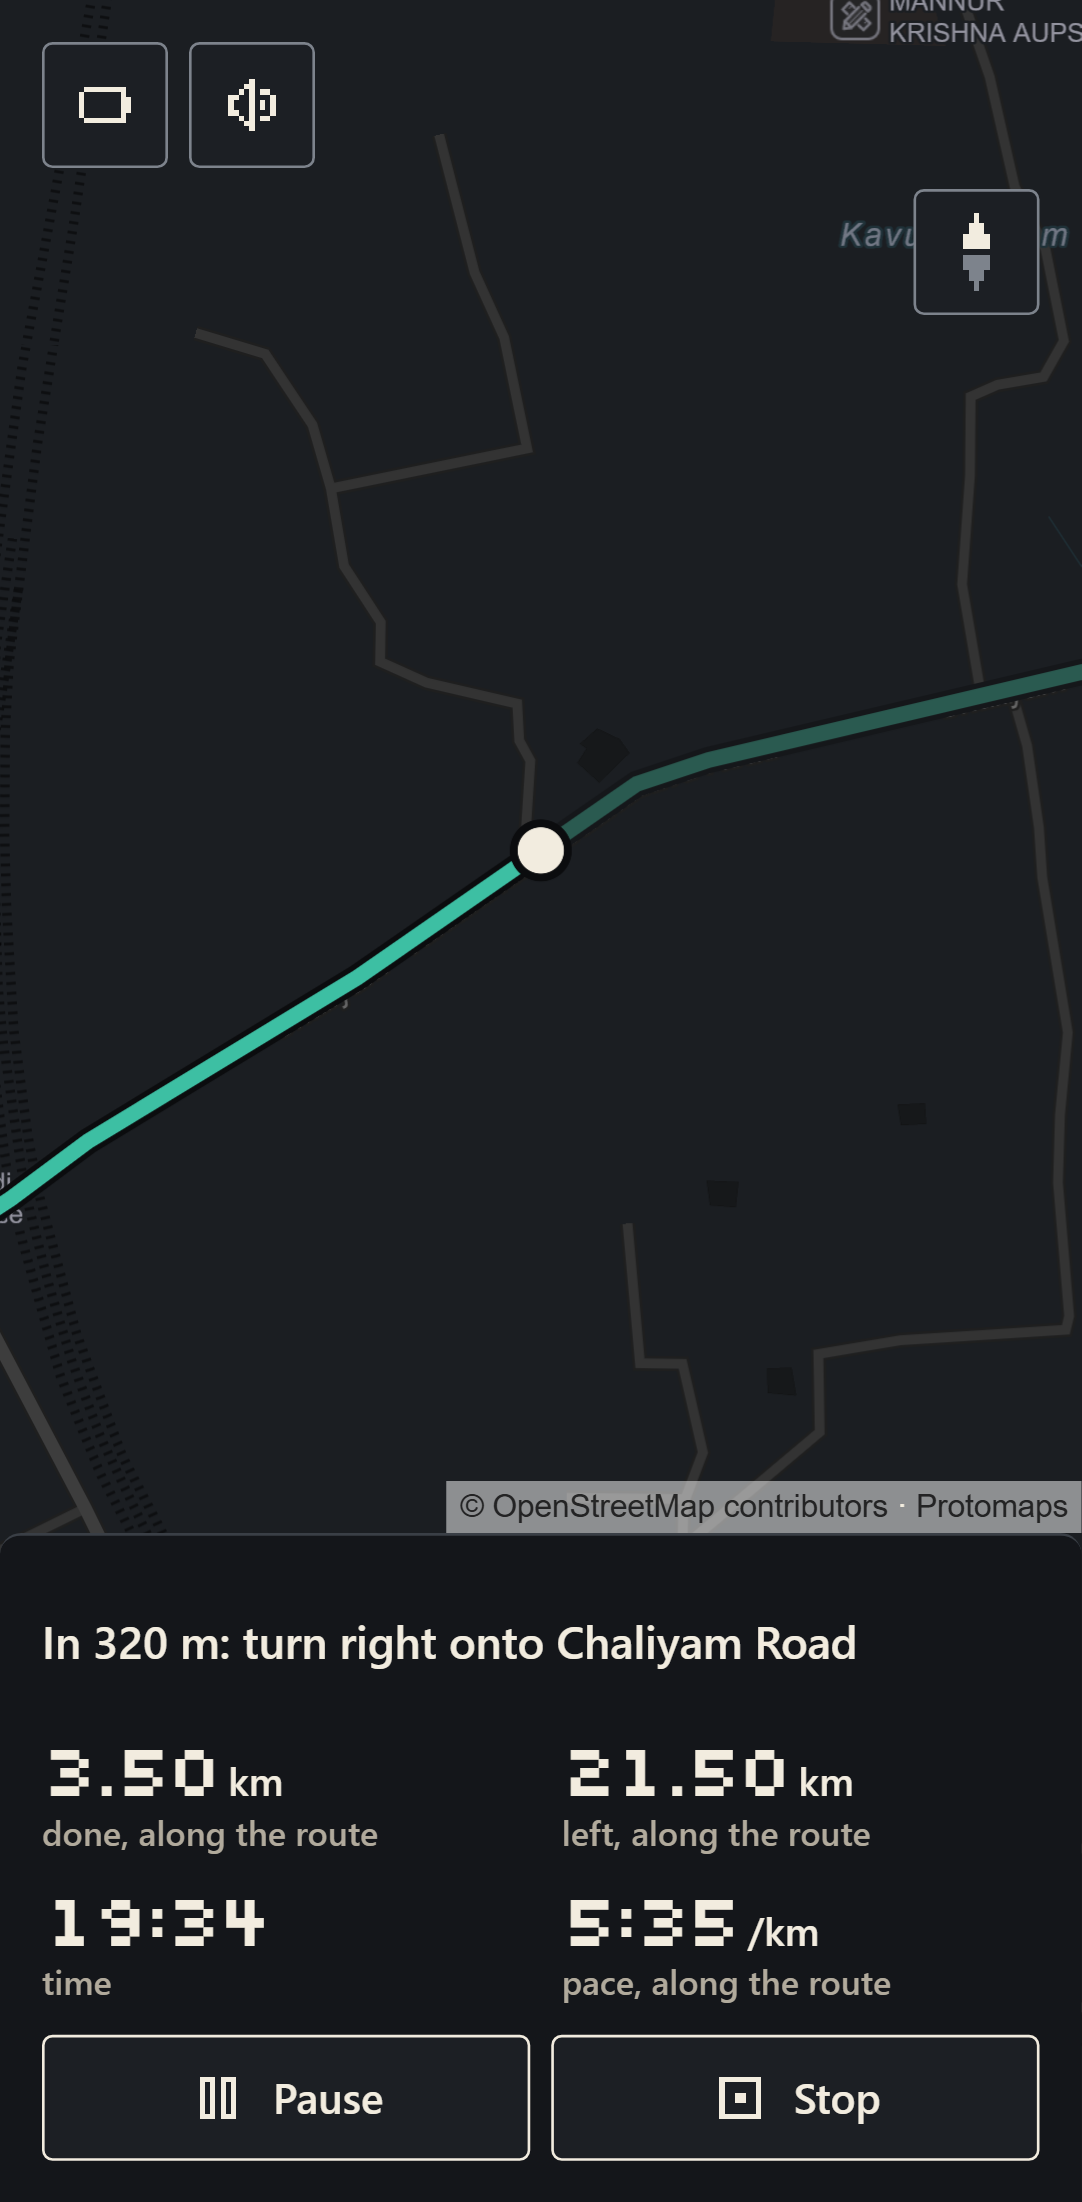 MANNUR
KRISHNA AUPS
© OpenStreetMap contributors · Protomaps
In 320 m: turn right onto Chaliyam Road
3.50 km
21.50 km
done, along the route
left, along the route
19:34
5:35 /km
time
pace, along the route
Pause
Stop